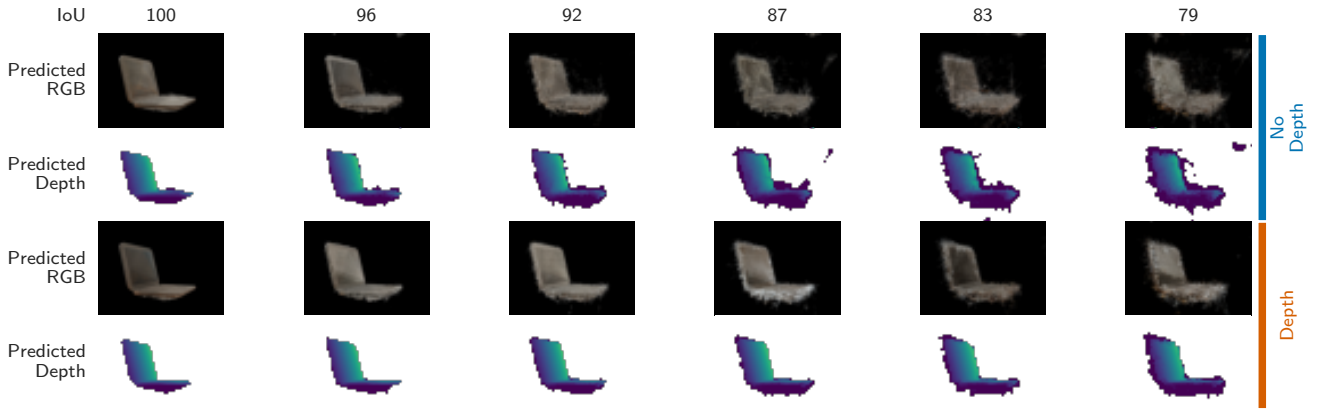 IoU 100 96 92 87 83 79
Predicted
RGB
Predicted
Depth
No
Depth
Predicted
RGB
Predicted
Depth
Depth